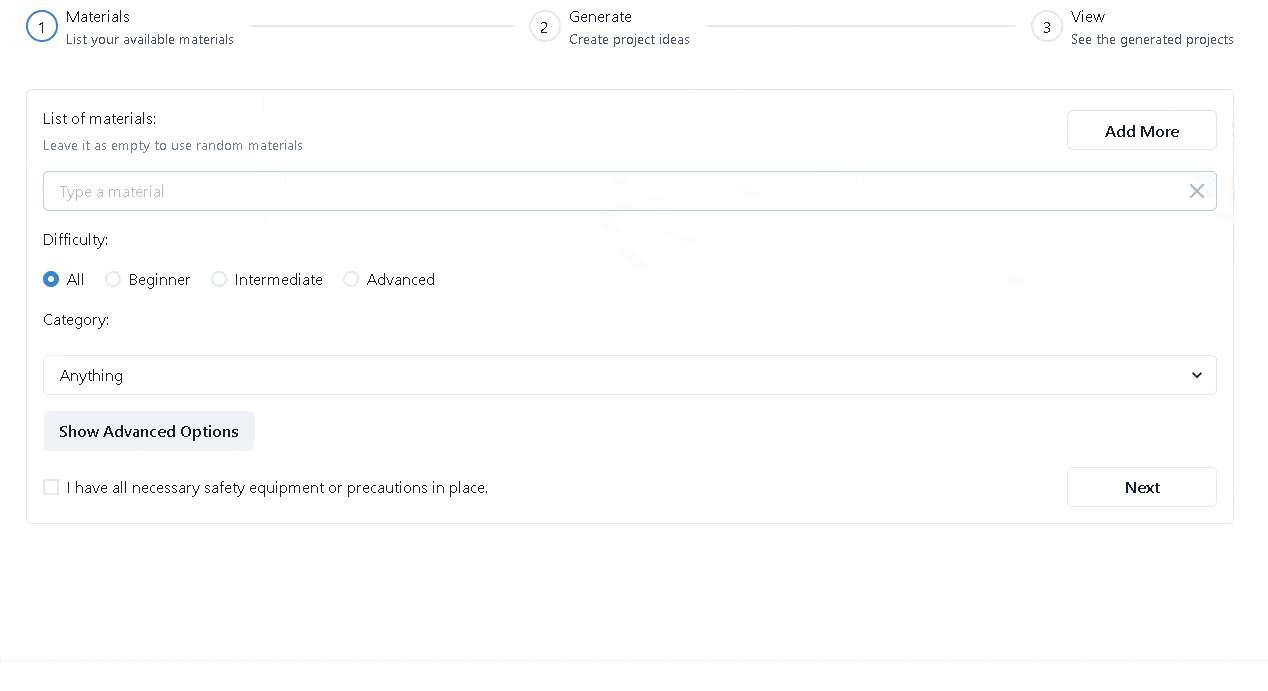 1
Materials
List your available materials
2
Generate
Create project ideas
3
View
See the generated projects
List of materials:
Leave it as empty to use random materials
Add More
Type a material
Difficulty:
All Beginner Intermediate Advanced
Category:
Anything
Show Advanced Options
I have all necessary safety equipment or precautions in place.
Next